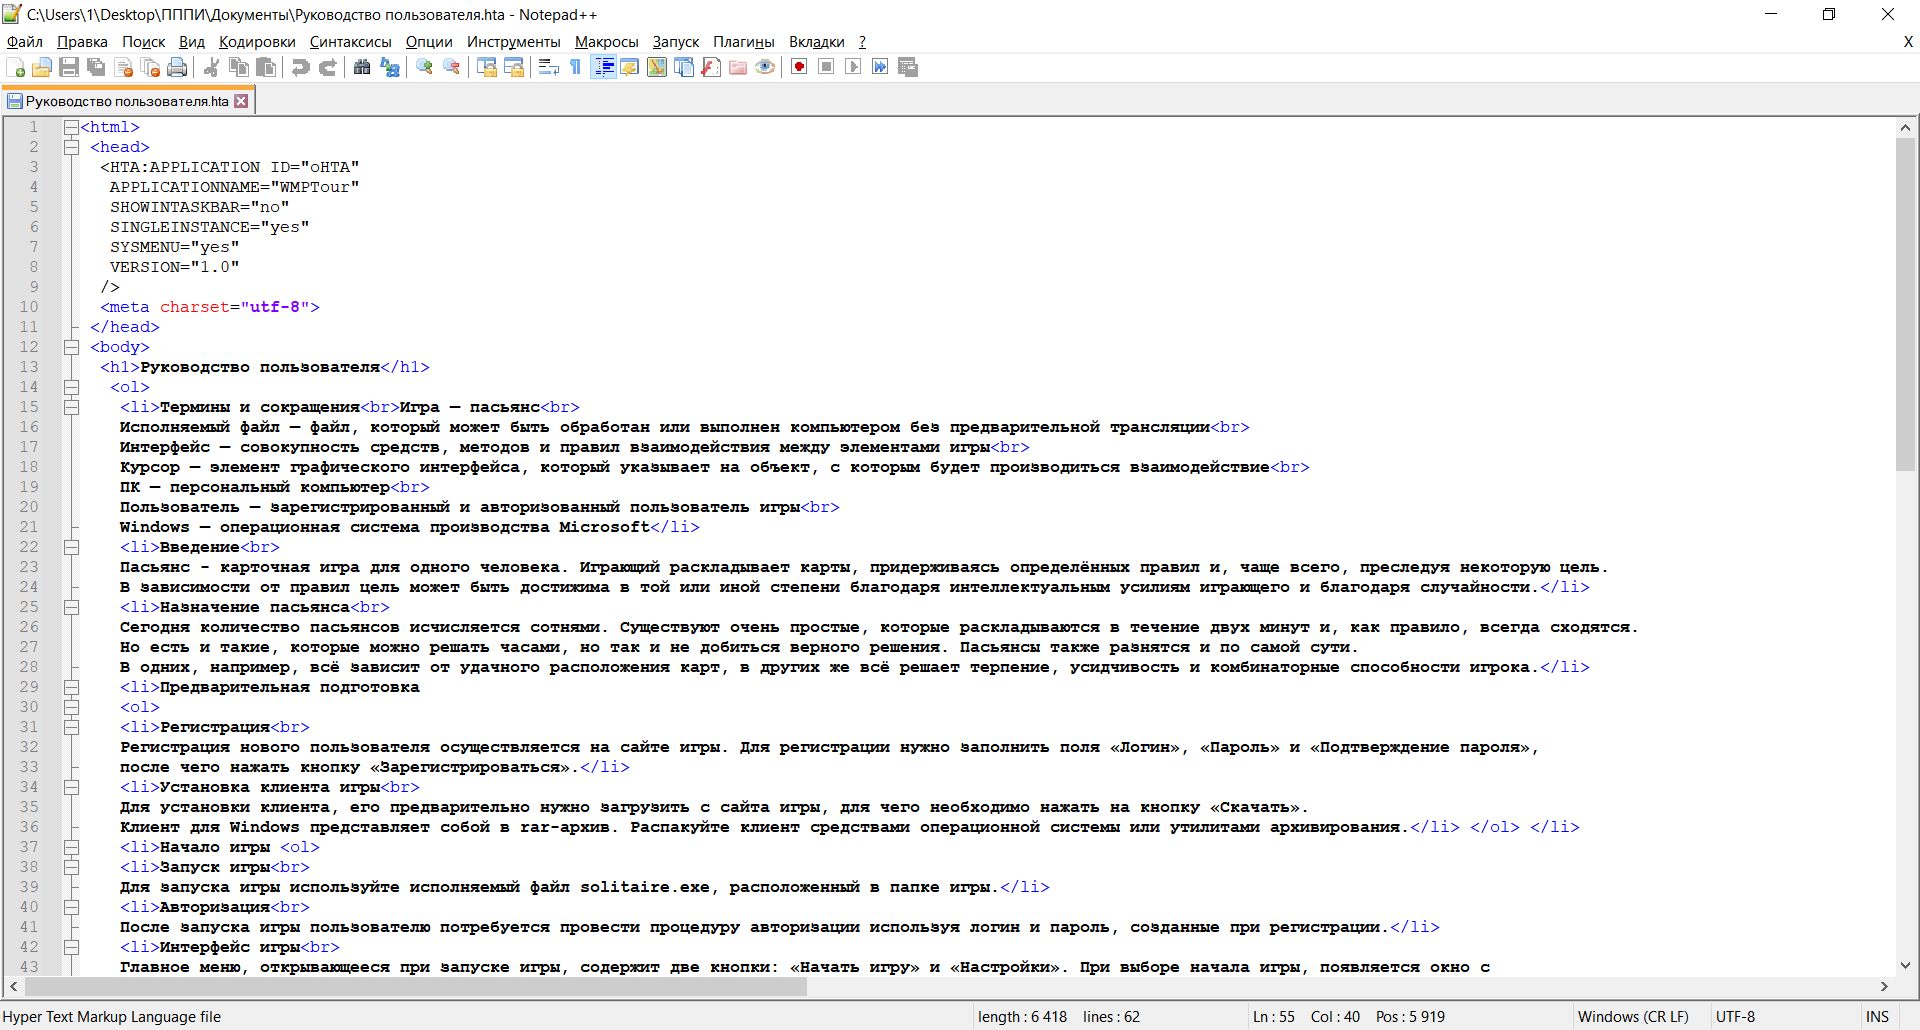 C:\Users\1\Desktop\ПППИ\Документы\Руководство пользователя.hta - Notepad++
Файл Правка Поиск Вид Кодировки Синтаксисы Опции Инструменты Макросы Запуск Плагины Вкладки ? X
Руководство пользователя.hta
1 <html>
2 <head>
3 <HTA:APPLICATION ID="oHTA"
4 APPLICATIONNAME="WMPTour"
5 SHOWINTASKBAR="no"
6 SINGLEINSTANCE="yes"
7 SYSMENU="yes"
8 VERSION="1.0"
9 />
10 <meta charset="utf-8">
11 </head>
12 <body>
13 <h1>Руководство пользователя</h1>
14 <ol>
15 <li>Термины и сокращения<br>Игра — пасьянс<br>
16 Исполняемый файл — файл, который может быть обработан или выполнен компьютером без предварительной трансляции<br>
17 Интерфейс — совокупность средств, методов и правил взаимодействия между элементами игры<br>
18 Курсор — элемент графического интерфейса, который указывает на объект, с которым будет производиться взаимодействие<br>
19 ПК — персональный компьютер<br>
20 Пользователь — зарегистрированный и авторизованный пользователь игры<br>
21 Windows — операционная система производства Microsoft</li>
22 <li>Введение<br>
23 Пасьянс - карточная игра для одного человека. Играющий раскладывает карты, придерживаясь определённых правил и, чаще всего, преследуя некоторую цель.
24 В зависимости от правил цель может быть достижима в той или иной степени благодаря интеллектуальным усилиям играющего и благодаря случайности.</li>
25 <li>Назначение пасьянса<br>
26 Сегодня количество пасьянсов исчисляется сотнями. Существуют очень простые, которые раскладываются в течение двух минут и, как правило, всегда сходятся.
27 Но есть и такие, которые можно решать часами, но так и не добиться верного решения. Пасьянсы также разнятся и по самой сути.
28 В одних, например, всё зависит от удачного расположения карт, в других же всё решает терпение, усидчивость и комбинаторные способности игрока.</li>
29 <li>Предварительная подготовка
30 <ol>
31 <li>Регистрация<br>
32 Регистрация нового пользователя осуществляется на сайте игры. Для регистрации нужно заполнить поля «Логин», «Пароль» и «Подтверждение пароля»,
33 после чего нажать кнопку «Зарегистрироваться».</li>
34 <li>Установка клиента игры<br>
35 Для установки клиента, его предварительно нужно загрузить с сайта игры, для чего необходимо нажать на кнопку «Скачать».
36 Клиент для Windows представляет собой в rar-архив. Распакуйте клиент средствами операционной системы или утилитами архивирования.</li> </ol> </li>
37 <li>Начало игры <ol>
38 <li>Запуск игры<br>
39 Для запуска игры используйте исполняемый файл solitaire.exe, расположенный в папке игры.</li>
40 <li>Авторизация<br>
41 После запуска игры пользователю потребуется провести процедуру авторизации используя логин и пароль, созданные при регистрации.</li>
42 <li>Интерфейс игры<br>
43 Главное меню, открывающееся при запуске игры, содержит две кнопки: «Начать игру» и «Настройки». При выборе начала игры, появляется окно с
Hyper Text Markup Language file length : 6 418 lines : 62 Ln : 55 Col : 40 Pos : 5 919 Windows (CR LF) UTF-8 INS